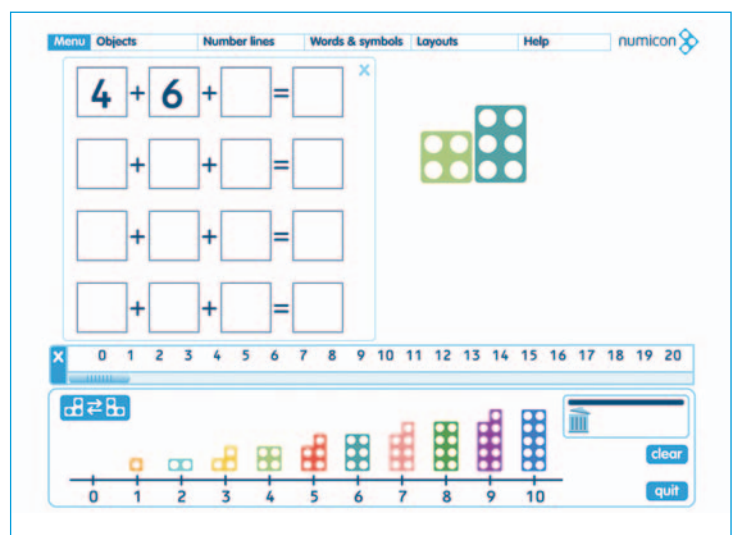 Menu Objects Number lines Words & symbols Layouts Help numicon
x
4 + 6 + =
+ + =
+ + =
+ + =
x 0 1 2 3 4 5 6 7 8 9 10 11 12 13 14 15 16 17 18 19 20
clear
quit
0 1 2 3 4 5 6 7 8 9 10